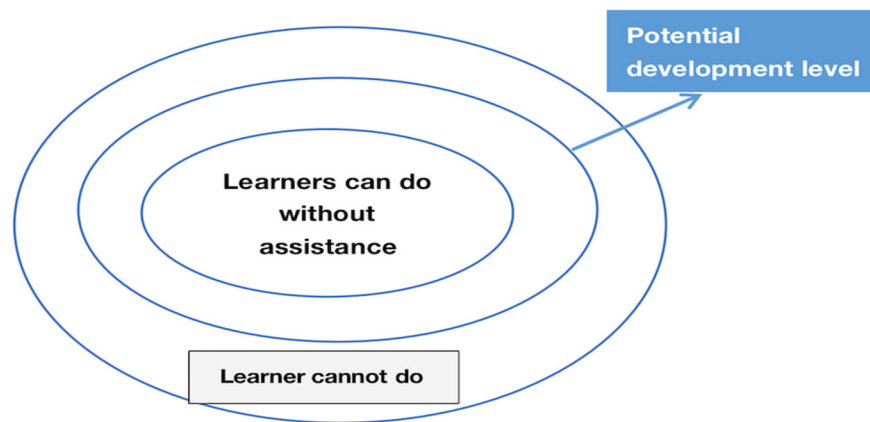 Potential
development level
Learners can do
without
assistance
Learner cannot do